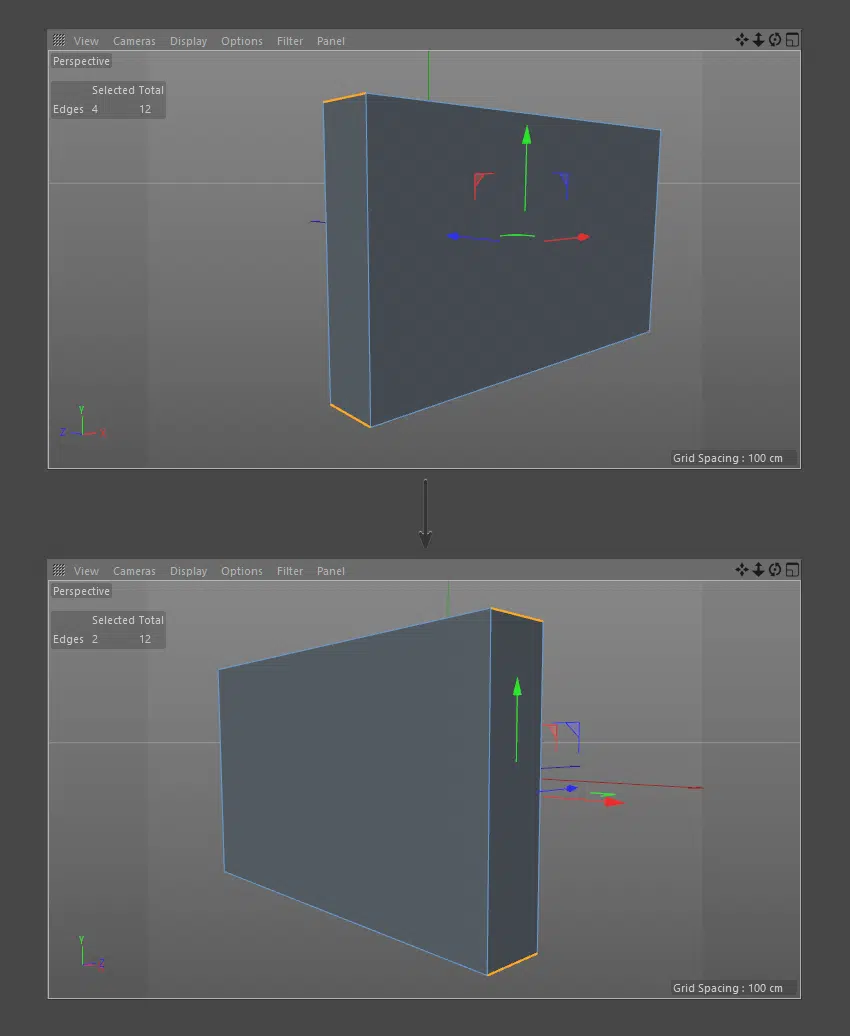 View Cameras Display Options Filter Panel
Perspective
Selected Total
Edges 4 12
Y
Z X
Grid Spacing : 100 cm
View Cameras Display Options Filter Panel
Perspective
Selected Total
Edges 2 12
Y
Z
Grid Spacing : 100 cm